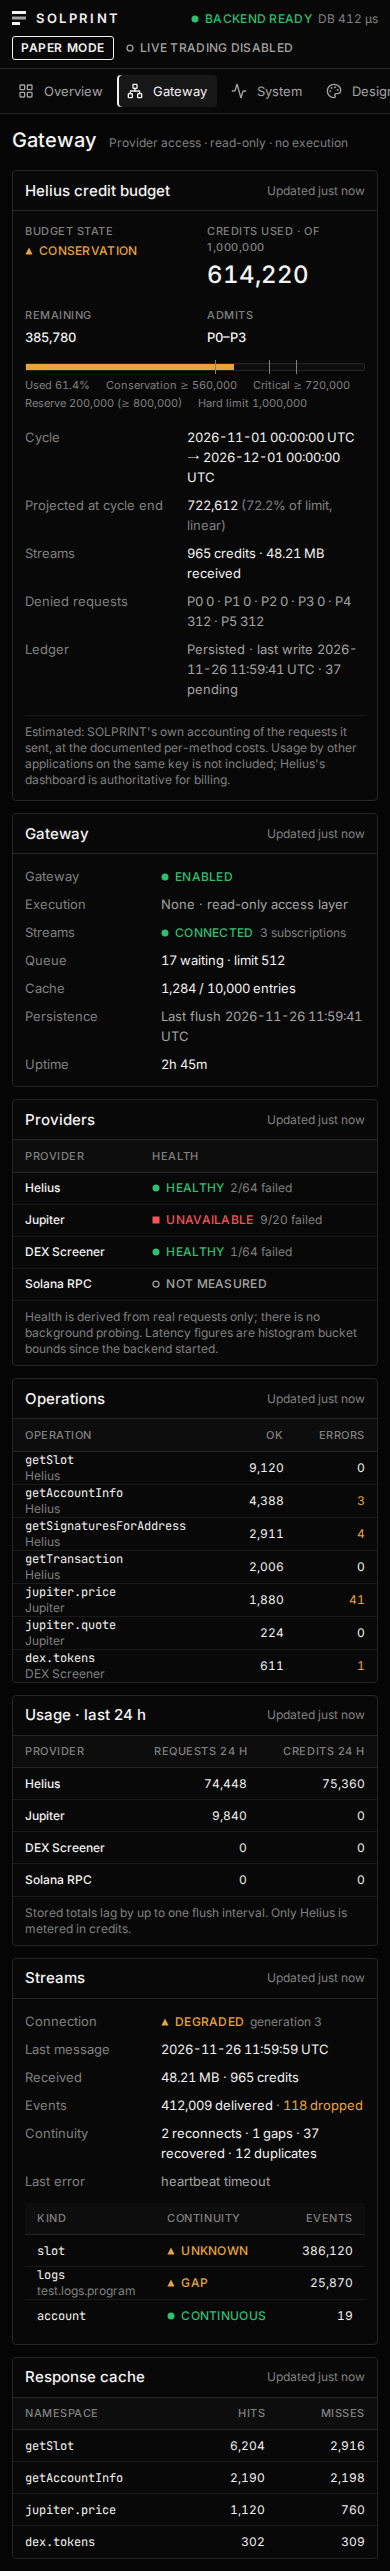 SOLPRINT
BACKEND READY DB 412 µs
PAPER MODE LIVE TRADING DISABLED
Overview Gateway System Desig
Gateway Provider access · read-only · no execution
Helius credit budget Updated just now
BUDGET STATE
CONSERVATION
CREDITS USED · OF
1,000,000
614,220
REMAINING
385,780
ADMITS
P0–P3
Used 61.4% Conservation ≥ 560,000 Critical ≥ 720,000
Reserve 200,000 (≥ 800,000) Hard limit 1,000,000
Cycle 2026-11-01 00:00:00 UTC
→ 2026-12-01 00:00:00
UTC
Projected at cycle end 722,612 (72.2% of limit,
linear)
Streams 965 credits · 48.21 MB
received
Denied requests P0 0 · P1 0 · P2 0 · P3 0 · P4
312 · P5 312
Ledger Persisted · last write 2026-
11-26 11:59:41 UTC · 37
pending
Estimated: SOLPRINT's own accounting of the requests it
sent, at the documented per-method costs. Usage by other
applications on the same key is not included; Helius's
dashboard is authoritative for billing.
Gateway Updated just now
Gateway ENABLED
Execution None · read-only access layer
Streams CONNECTED 3 subscriptions
Queue 17 waiting · limit 512
Cache 1,284 / 10,000 entries
Persistence Last flush 2026-11-26 11:59:41
UTC
Uptime 2h 45m
Providers Updated just now
PROVIDER HEALTH
Helius HEALTHY 2/64 failed
Jupiter UNAVAILABLE 9/20 failed
DEX Screener HEALTHY 1/64 failed
Solana RPC NOT MEASURED
Health is derived from real requests only; there is no
background probing. Latency figures are histogram bucket
bounds since the backend started.
Operations Updated just now
OPERATION OK ERRORS
getSlot
Helius 9,120 0
getAccountInfo
Helius 4,388 3
getSignaturesForAddress
Helius 2,911 4
getTransaction
Helius 2,006 0
jupiter.price
Jupiter 1,880 41
jupiter.quote
Jupiter 224 0
dex.tokens
DEX Screener 611 1
Usage · last 24 h Updated just now
PROVIDER REQUESTS 24 H CREDITS 24 H
Helius 74,448 75,360
Jupiter 9,840 0
DEX Screener 0 0
Solana RPC 0 0
Stored totals lag by up to one flush interval. Only Helius is
metered in credits.
Streams Updated just now
Connection DEGRADED generation 3
Last message 2026-11-26 11:59:59 UTC
Received 48.21 MB · 965 credits
Events 412,009 delivered · 118 dropped
Continuity 2 reconnects · 1 gaps · 37
recovered · 12 duplicates
Last error heartbeat timeout
KIND CONTINUITY EVENTS
slot UNKNOWN 386,120
logs
test.logs.program GAP 25,870
account CONTINUOUS 19
Response cache Updated just now
NAMESPACE HITS MISSES
getSlot 6,204 2,916
getAccountInfo 2,190 2,198
jupiter.price 1,120 760
dex.tokens 302 309